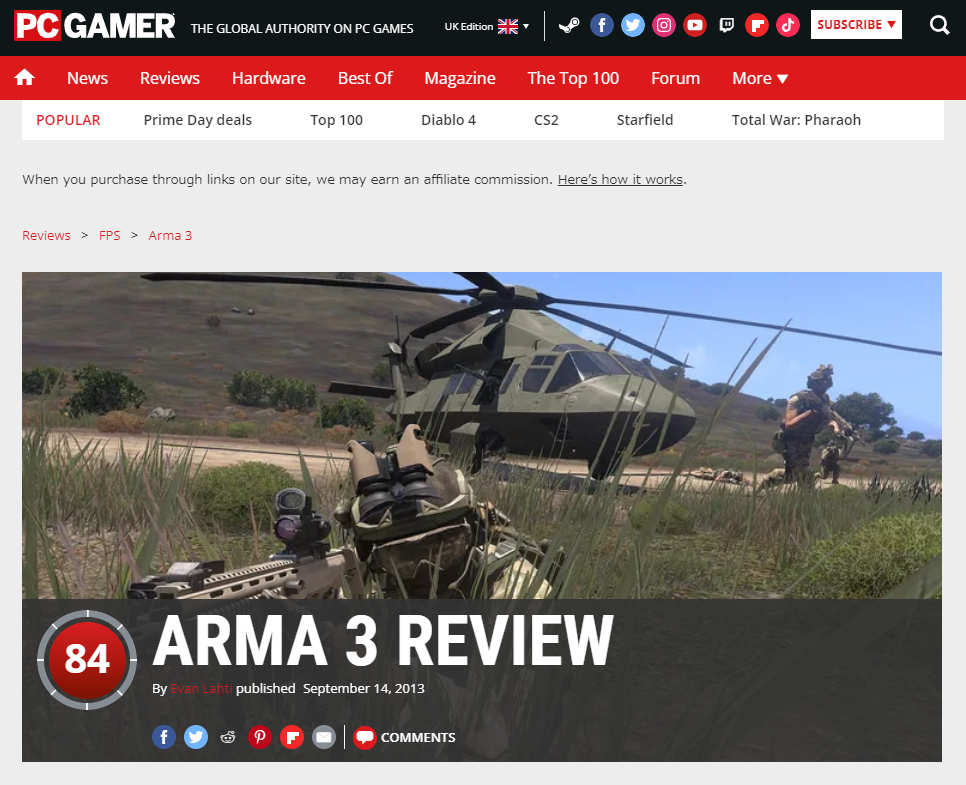 PC GAMER THE GLOBAL AUTHORITY ON PC GAMES UK Edition SUBSCRIBE
News Reviews Hardware Best Of Magazine The Top 100 Forum More
POPULAR Prime Day deals Top 100 Diablo 4 CS2 Starfield Total War: Pharaoh
When you purchase through links on our site, we may earn an affiliate commission. Here’s how it works.
Reviews > FPS > Arma 3
84
ARMA 3 REVIEW
By Evan Lahti published September 14, 2013
COMMENTS